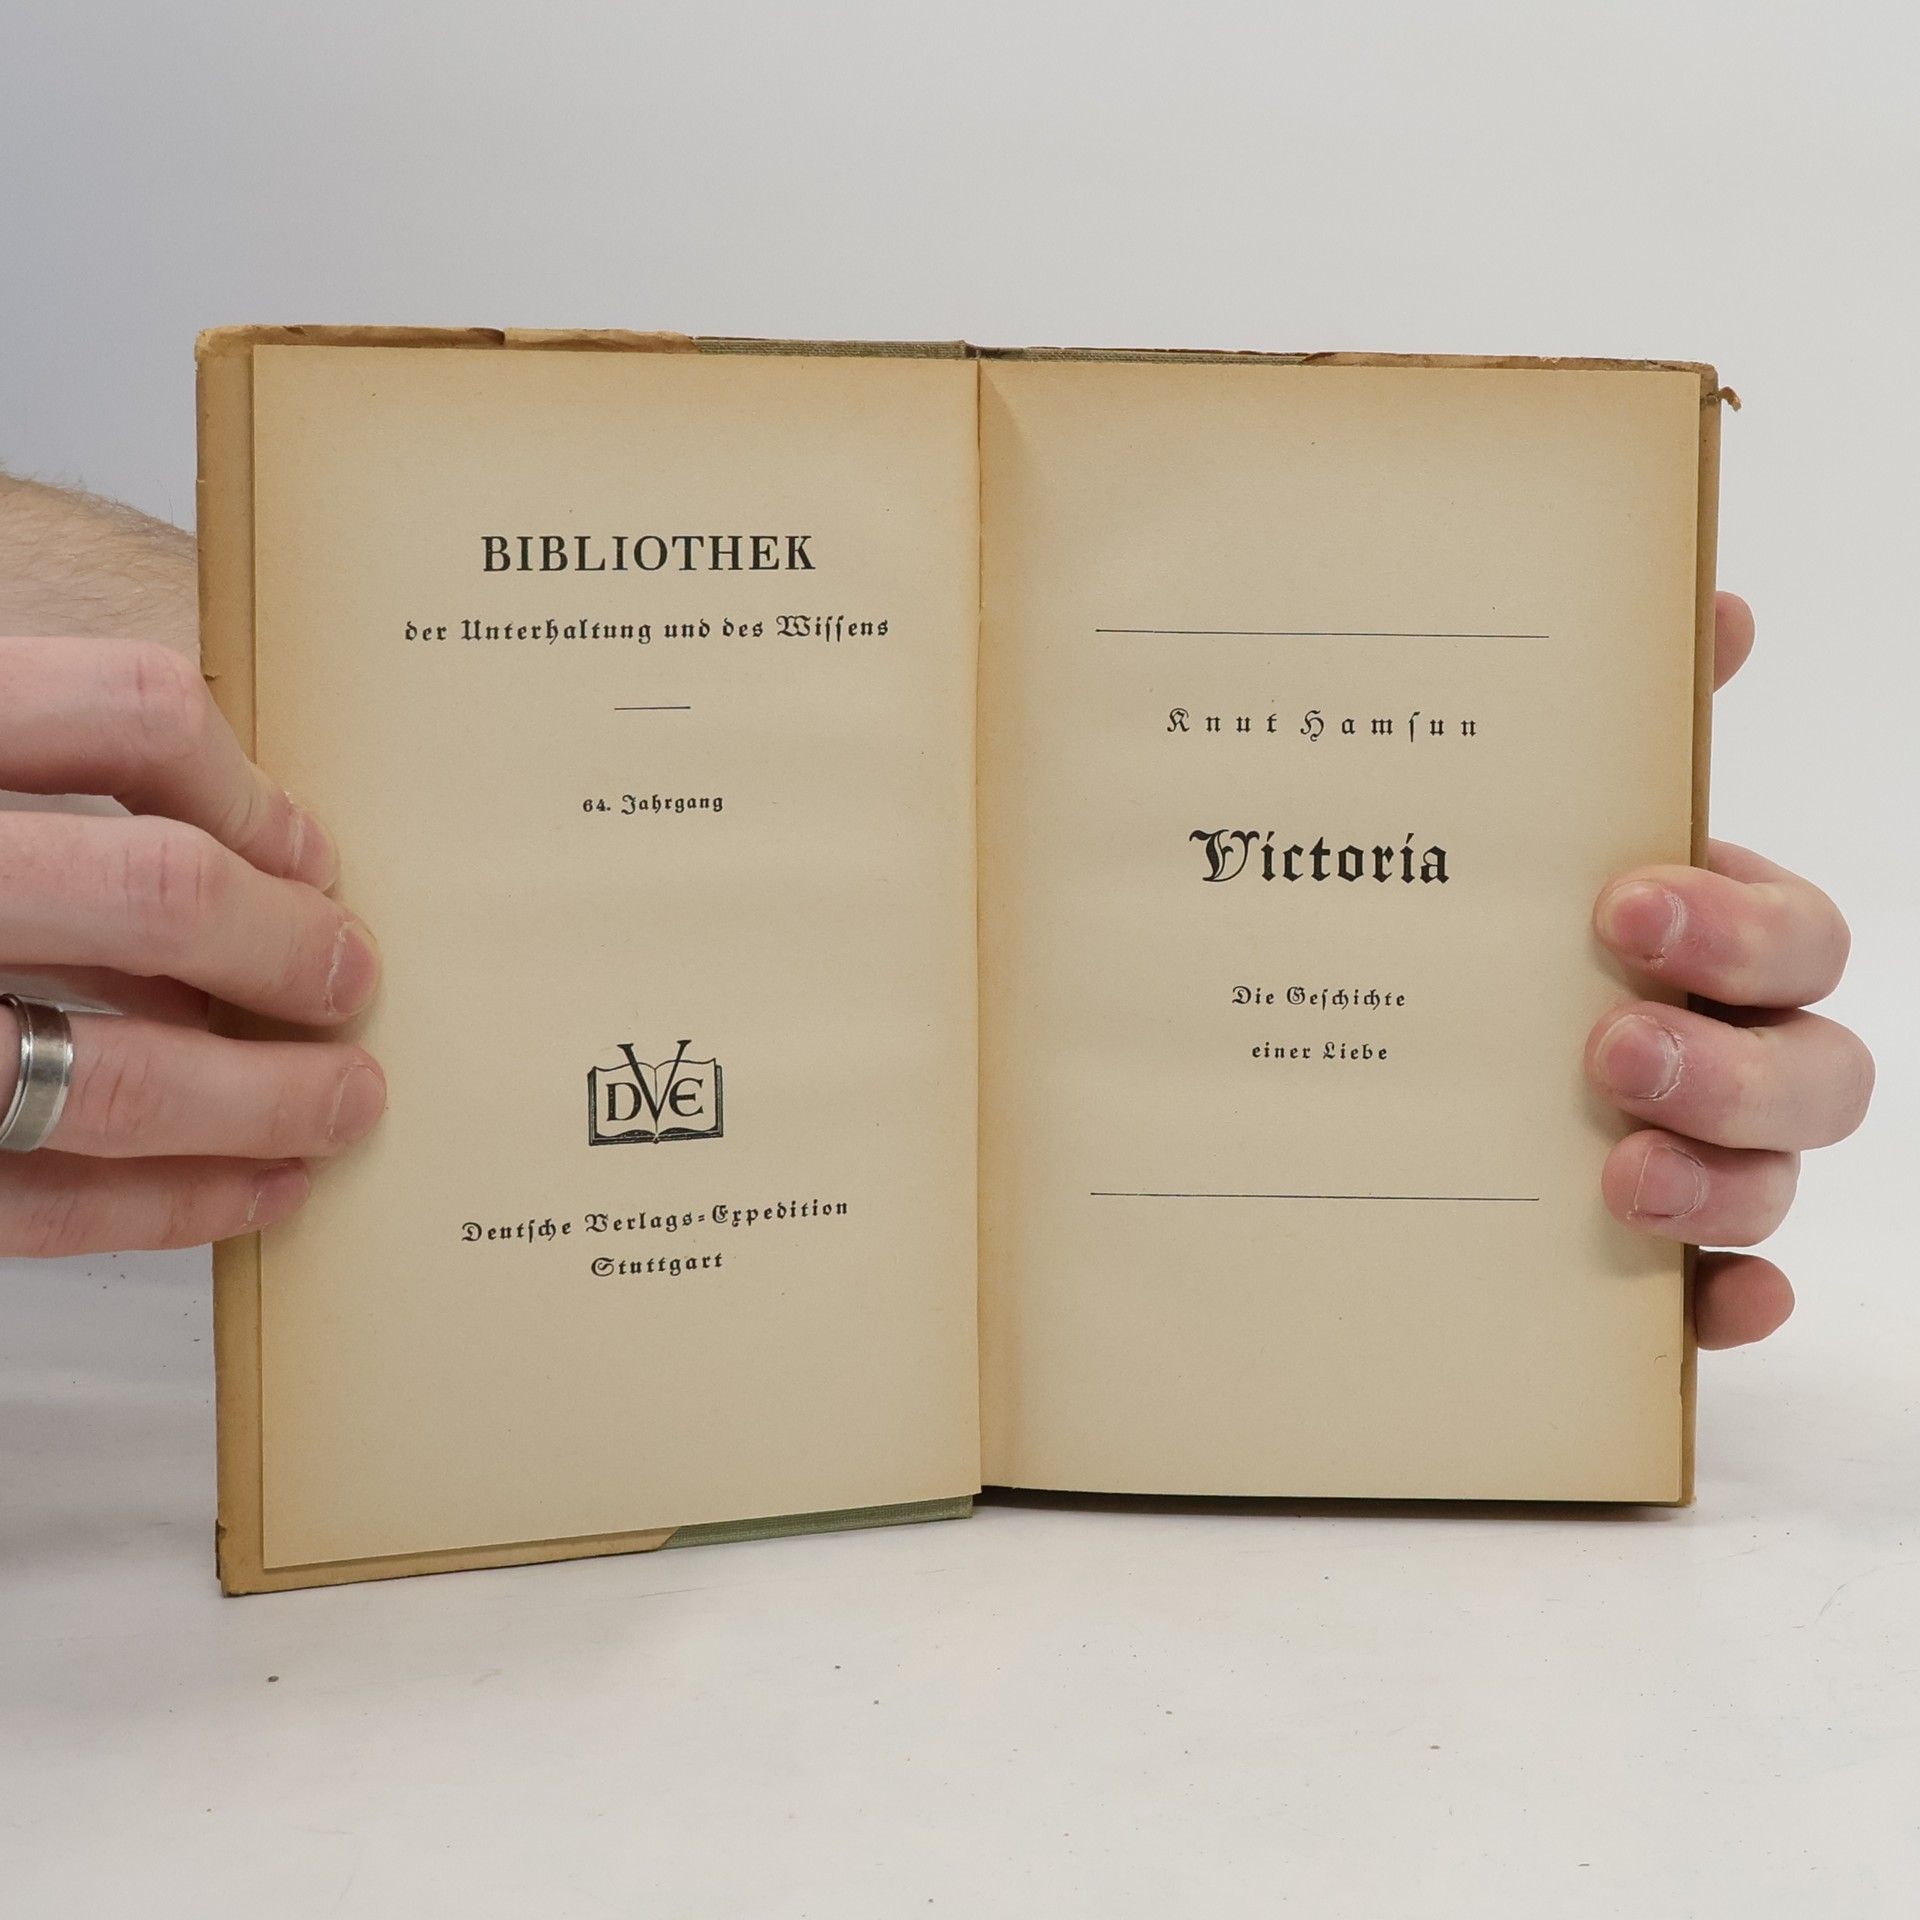 BIBLIOTHEK
der Unterhaltung und des Wiſſens
64. Jahrgang
DVE
Deutſche Verlags=Expedition
Stuttgart
Knut Hamſun
Victoria
Die Geſchichte
einer Liebe